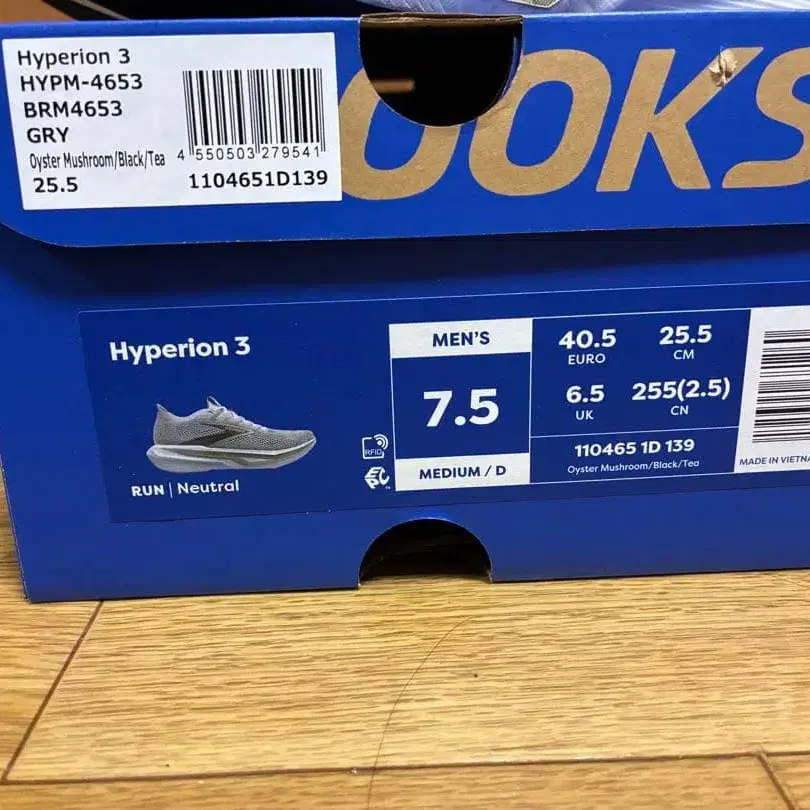 Hyperion 3
HYPM-4653
BRM4653
GRY
Oyster Mushroom/Black/Tea
25.5
4 550503 279541
1104651D139
OOKS
Hyperion 3
RUN | Neutral
RFID
EPC
MEN'S
7.5
MEDIUM / D
40.5
EURO
25.5
CM
6.5
UK
255(2.5)
CN
110465 1D 139
Oyster Mushroom/Black/Tea
MADE IN VIETNA